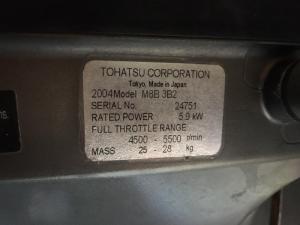 TOHATSU CORPORATION
Tokyo, Made in Japan
2004Model M8B 3B2
SERIAL No. 24751
RATED POWER 5.9 kW
FULL THROTTLE RANGE:
4500 - 5500 r/min
MASS 25 - 28 kg